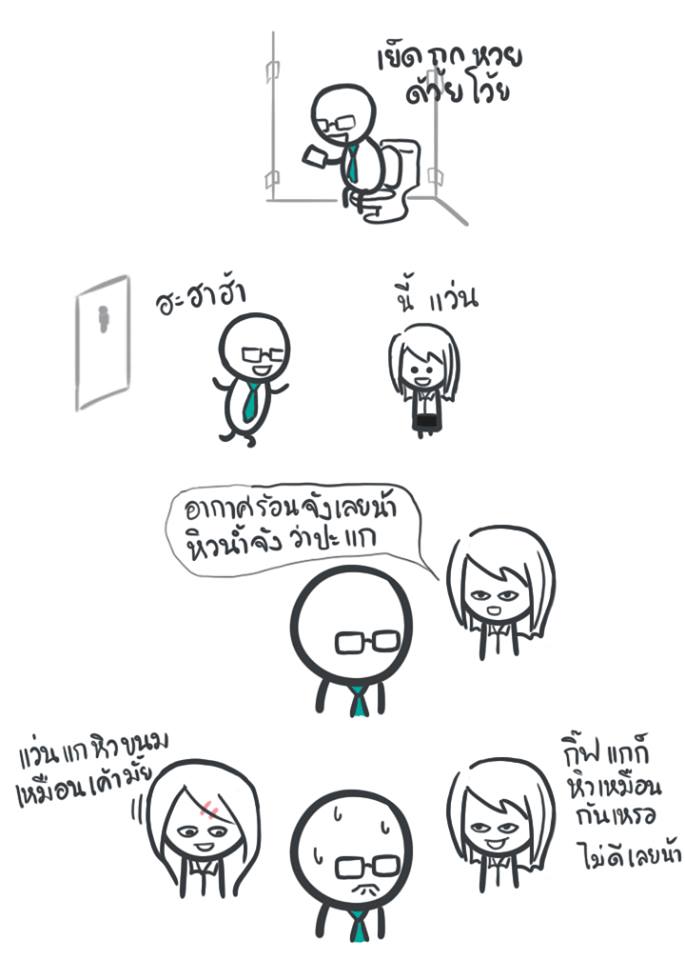 เย็ด ถูก หวย
ด้วย โว้ย
ฮะฮาฮ้า
นี้ แว่น
อากาศร้อนจังเลยน้า
หิวน้ำจัง ว่าปะ แก
แว่น แก หิวขนม
เหมือนเค้ามั้ย
กิ๊ฟ แกก็
หิวเหมือน
กันเหรอ
ไม่ดีเลยน้า